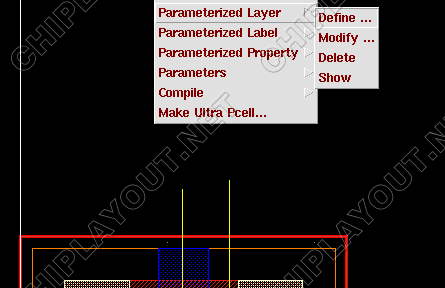 Parameterized Layer
Parameterized Label
Parameterized Property
Parameters
Compile
Make Ultra Pcell...
Define ...
Modify ...
Delete
Show
CHIPLAYOUT.NET
CHIPLAYOUT.NET
CHIPLAYOUT.NET
CHIPLAYOUT.NET